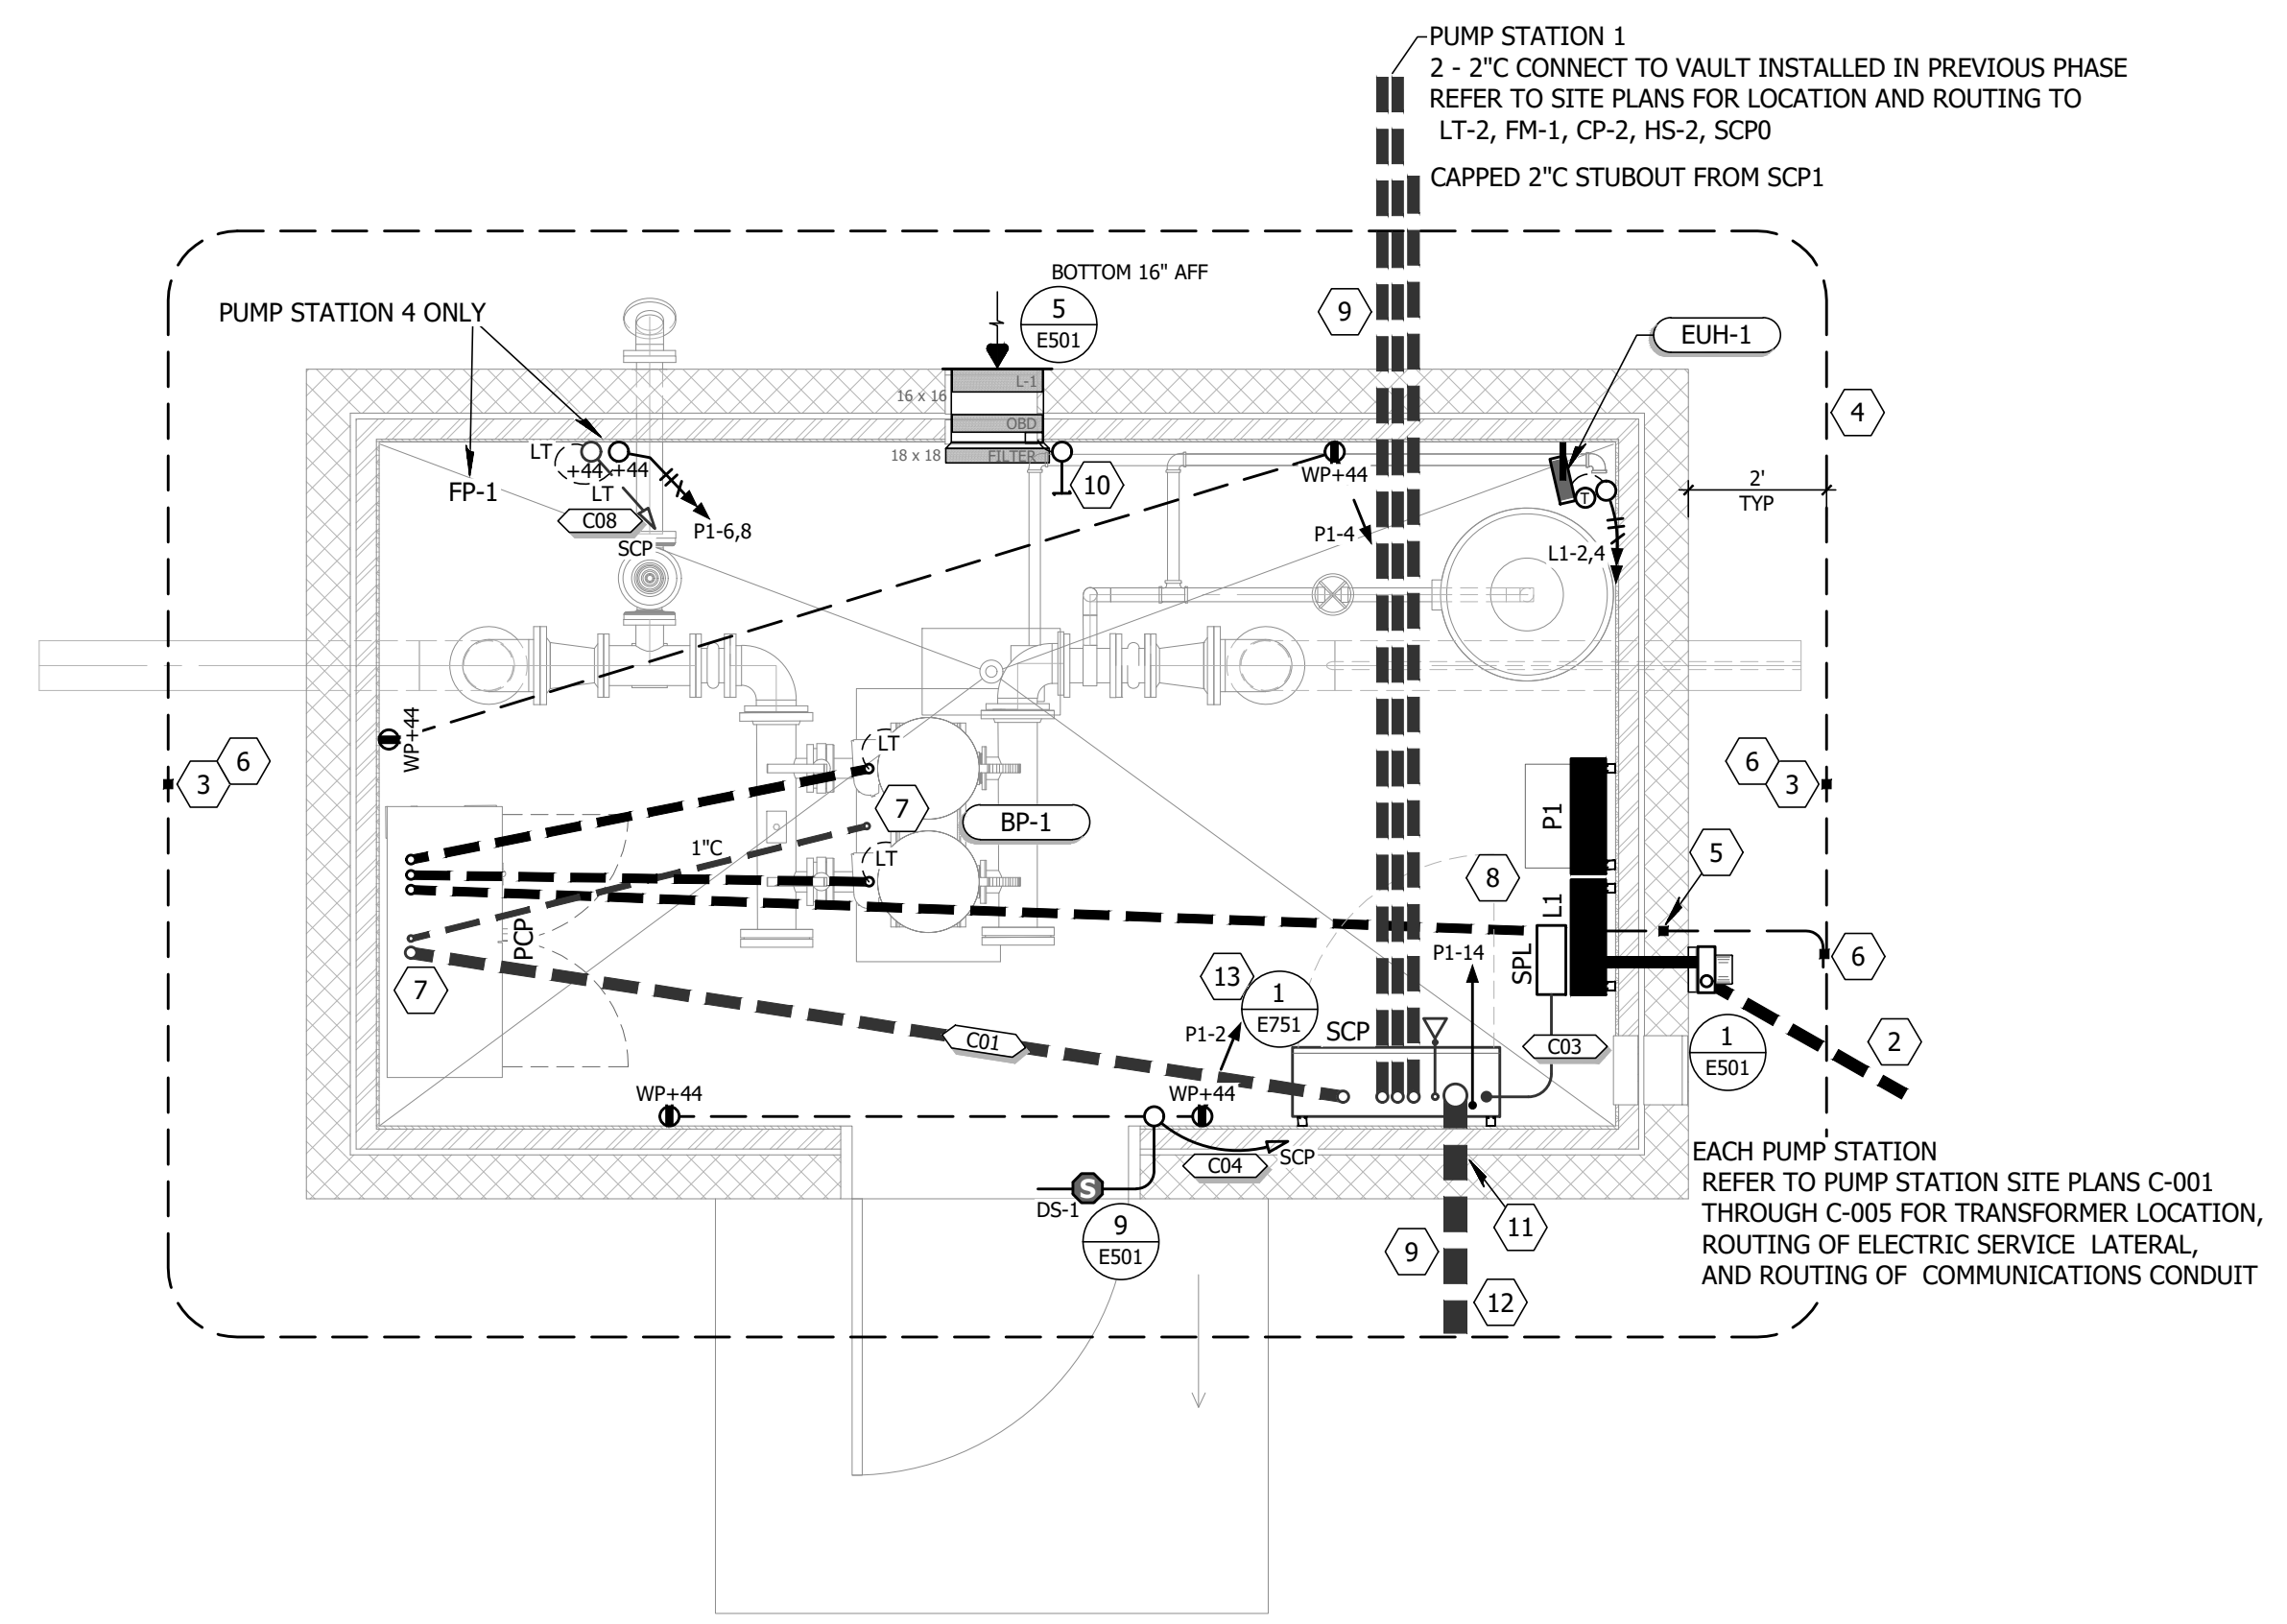 PUMP STATION 1
2 - 2"C CONNECT TO VAULT INSTALLED IN PREVIOUS PHASE
REFER TO SITE PLANS FOR LOCATION AND ROUTING TO
LT-2, FM-1, CP-2, HS-2, SCP0
CAPPED 2"C STUBOUT FROM SCP1
BOTTOM 16" AFF
5
E501
9
EUH-1
PUMP STATION 4 ONLY
L-1
16 x 16
OBD
18 x 18
FILTER
4
LT
+44
+44
LT
FP-1
C08
SCP
P1-6,8
10
WP+44
P1-4
T
L1-2,4
2'
TYP
WP+44
6
3
LT
7
BP-1
LT
1"C
PCP
7
C01
6
3
P1
5
8
L1
SPL
P1-14
6
13
1
E751
SCP
P1-2
C03
1
E501
2
WP+44
WP+44
C04
SCP
S
DS-1
9
E501
11
9
12
EACH PUMP STATION
REFER TO PUMP STATION SITE PLANS C-001
THROUGH C-005 FOR TRANSFORMER LOCATION,
ROUTING OF ELECTRIC SERVICE LATERAL,
AND ROUTING OF COMMUNICATIONS CONDUIT